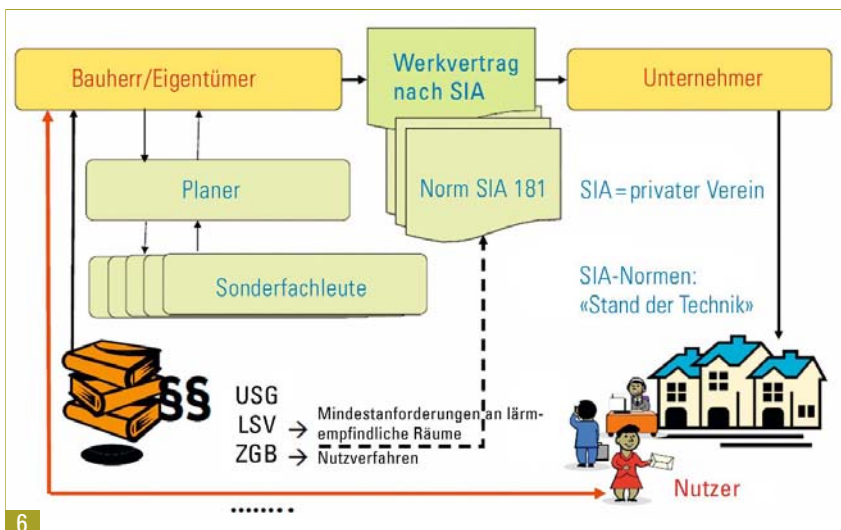 Bauherr/Eigentümer
Werkvertrag
nach SIA
Unternehmer
Planer
Norm SIA 181
SIA = privater Verein
Sonderfachleute
SIA-Normen:
«Stand der Technik»
§§
USG
LSV → Mindestanforderungen an lärm-
empfindliche Räume
ZGB → Nutzverfahren
Nutzer
........
6